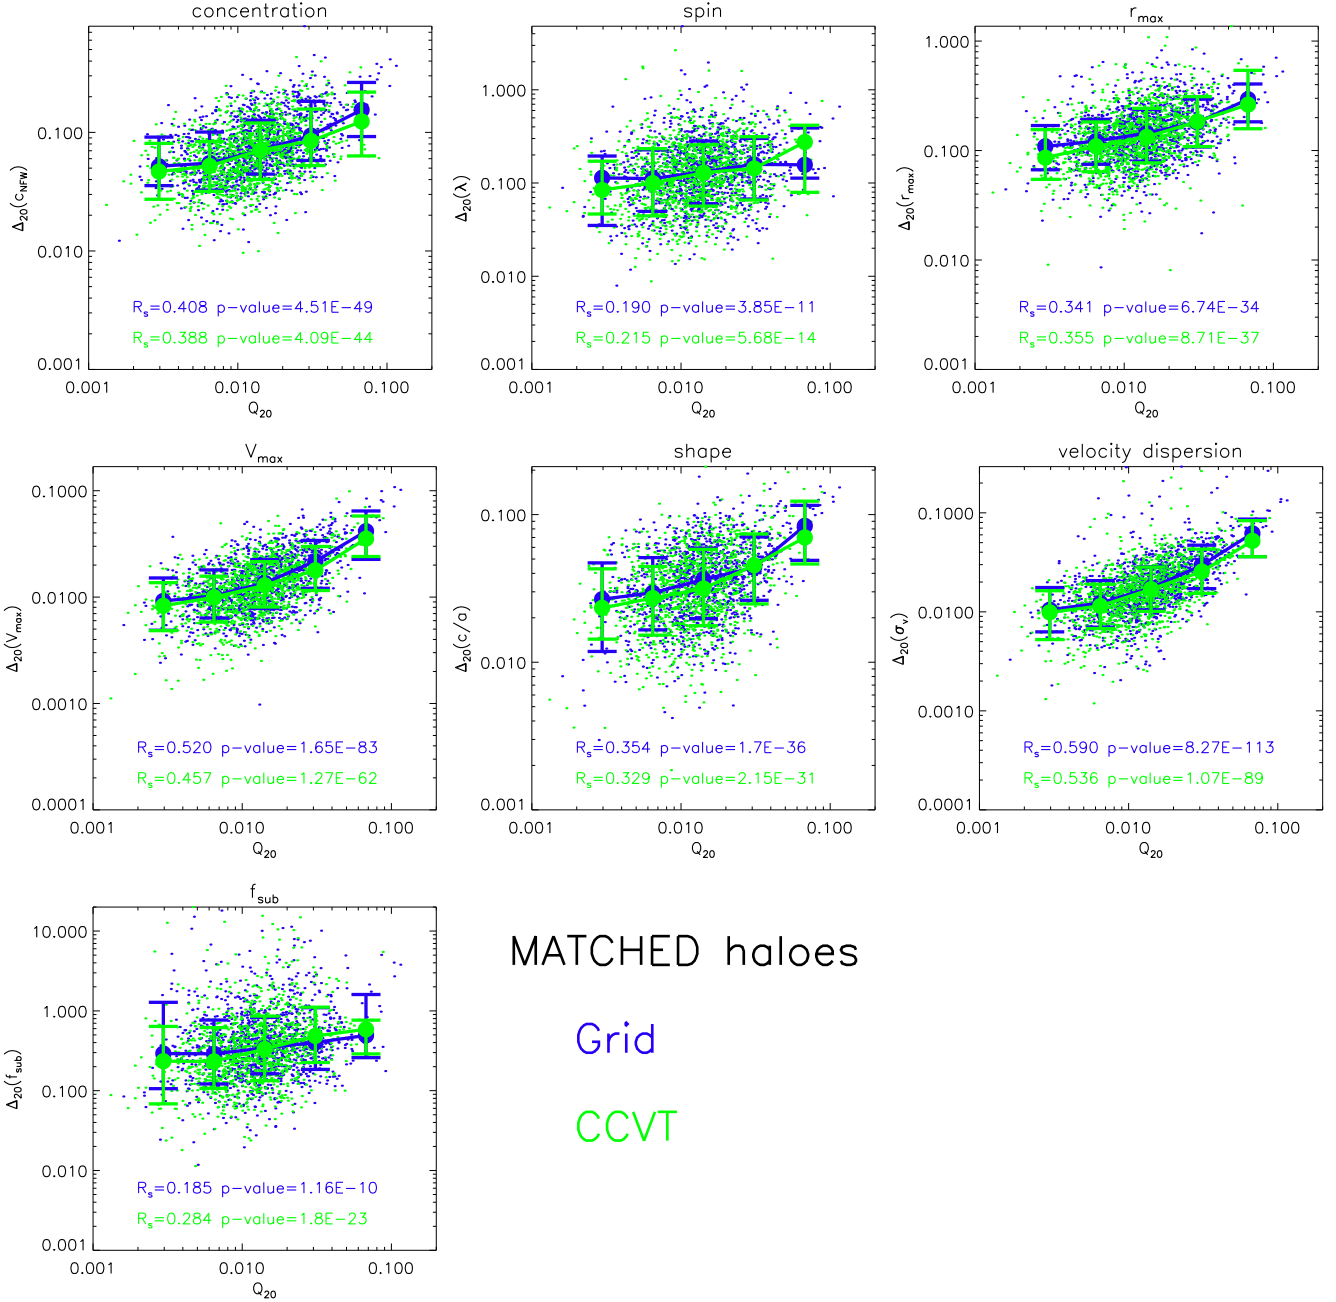 concentration
0.100
0.010
0.001
Δ20(cNFW)
Rs=0.408 p-value=4.51E-49
Rs=0.388 p-value=4.09E-44
0.001 0.010 0.100
Q20
spin
1.000
0.100
0.010
0.001
Δ20(λ)
Rs=0.190 p-value=3.85E-11
Rs=0.215 p-value=5.68E-14
0.001 0.010 0.100
Q20
rmax
1.000
0.100
0.010
0.001
Δ20(rmax)
Rs=0.341 p-value=6.74E-34
Rs=0.355 p-value=8.71E-37
0.001 0.010 0.100
Q20
Vmax
0.1000
0.0100
0.0010
0.0001
Δ20(Vmax)
Rs=0.520 p-value=1.65E-83
Rs=0.457 p-value=1.27E-62
0.001 0.010 0.100
Q20
shape
0.100
0.010
0.001
Δ20(c/a)
Rs=0.354 p-value=1.7E-36
Rs=0.329 p-value=2.15E-31
0.001 0.010 0.100
Q20
velocity dispersion
0.1000
0.0100
0.0010
0.0001
Δ20(σv)
Rs=0.590 p-value=8.27E-113
Rs=0.536 p-value=1.07E-89
0.001 0.010 0.100
Q20
fsub
10.000
1.000
0.100
0.010
0.001
Δ20(fsub)
Rs=0.185 p-value=1.16E-10
Rs=0.284 p-value=1.8E-23
0.001 0.010 0.100
Q20
MATCHED haloes
Grid
CCVT